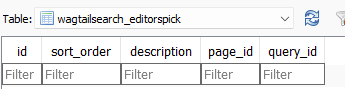 Table: wagtailsearch_editorspick
id sort_order description page_id query_id
Filter Filter Filter Filter Filter